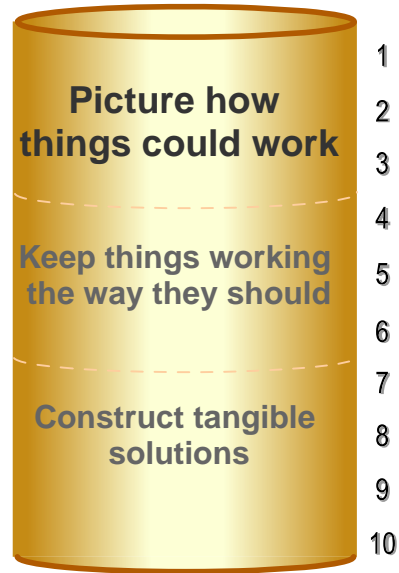 1
Picture how
2
things could work
3
4
Keep things working
5
the way they should
6
7
Construct tangible
8
solutions
9
10